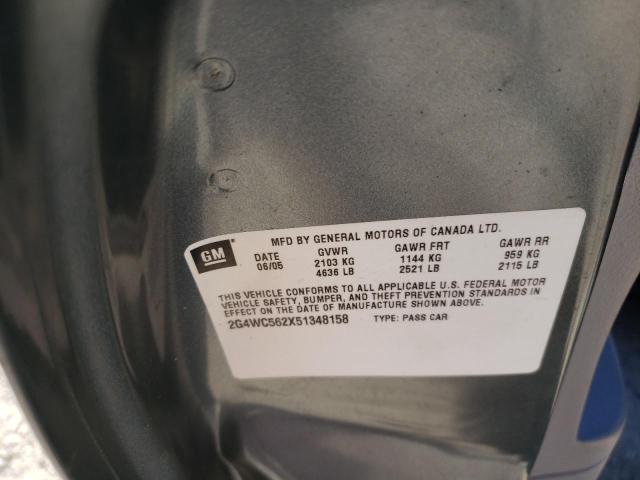 MFD BY GENERAL MOTORS OF CANADA LTD.
GM DATE GVWR GAWR FRT GAWR RR
06/05 2103 KG 1144 KG 959 KG
4636 LB 2521 LB 2115 LB
THIS VEHICLE CONFORMS TO ALL APPLICABLE U.S. FEDERAL MOTOR
VEHICLE SAFETY, BUMPER, AND THEFT PREVENTION STANDARDS IN
EFFECT ON THE DATE OF MANUFACTURE SHOWN ABOVE.
2G4WC562X51348158 TYPE: PASS CAR